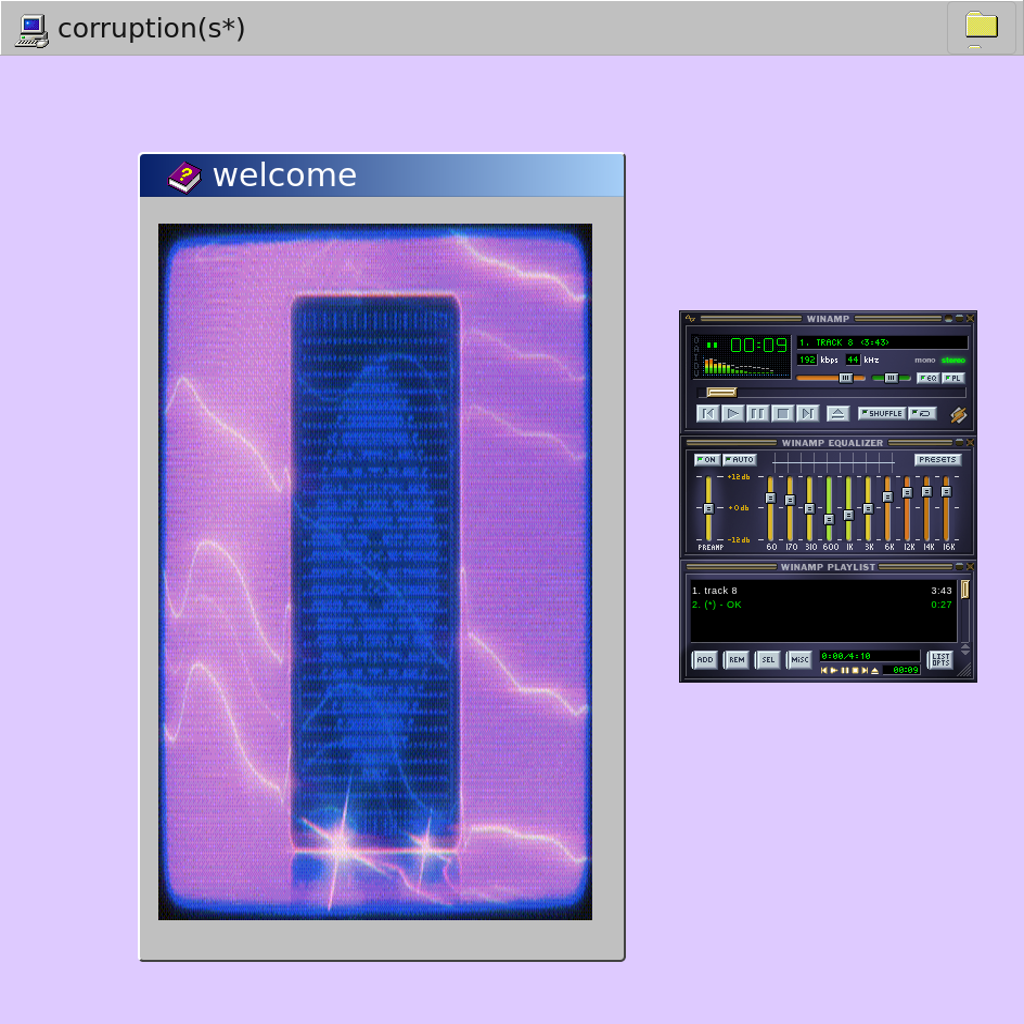 corruption(s*)
welcome
WINAMP
00:09
1. TRACK 8 <3:43>
192 kbps 44 kHz mono stereo
EQ PL
SHUFFLE
WINAMP EQUALIZER
ON AUTO PRESETS
+12 db
+0 db
-12 db
PREAMP 60 170 310 600 1K 3K 6K 12K 14K 16K
WINAMP PLAYLIST
1. track 8 3:43
2. (*) - OK 0:27
ADD REM SEL MISC 0:00/4:10 LIST OPTS
00:09